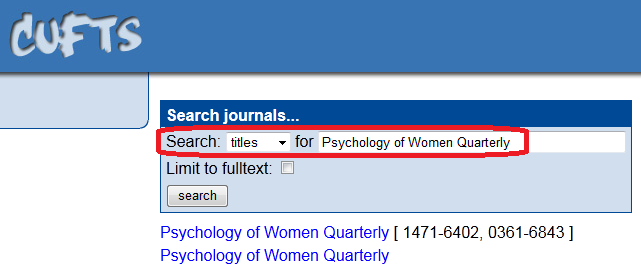 CUFTS
Search journals...
Search: titles for Psychology of Women Quarterly
Limit to fulltext:
search
Psychology of Women Quarterly [ 1471-6402, 0361-6843 ]
Psychology of Women Quarterly